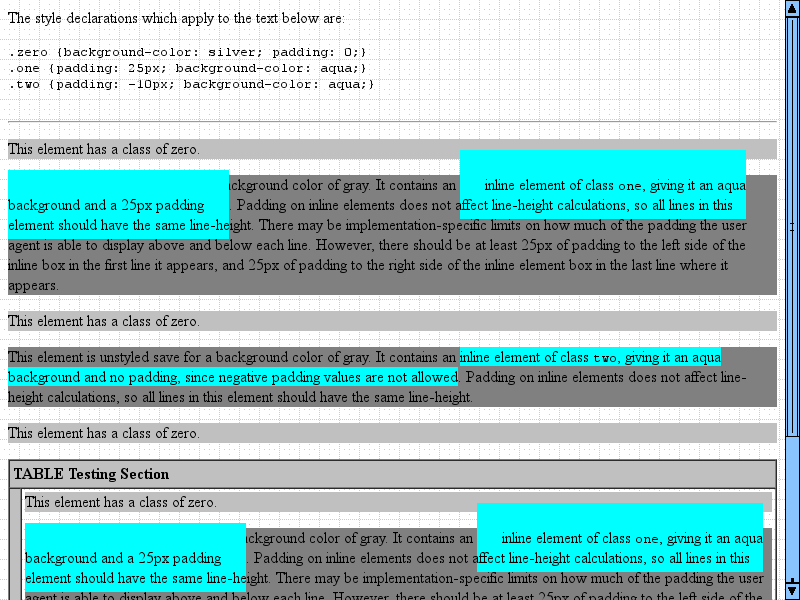 The style declarations which apply to the text below are:
.zero {background-color: silver; padding: 0;}
.one {padding: 25px; background-color: aqua;}
.two {padding: -10px; background-color: aqua;}
This element has a class of zero.
ckground color of gray. It contains an inline element of class one, giving it an aqua
background and a 25px padding. Padding on inline elements does not affect line-height calculations, so all lines in this
element should have the same line-height. There may be implementation-specific limits on how much of the padding the user
agent is able to display above and below each line. However, there should be at least 25px of padding to the left side of the
inline box in the first line it appears, and 25px of padding to the right side of the inline element box in the last line where it
appears.
This element has a class of zero.
This element is unstyled save for a background color of gray. It contains an inline element of class two, giving it an aqua
background and no padding, since negative padding values are not allowed. Padding on inline elements does not affect line-
height calculations, so all lines in this element should have the same line-height.
This element has a class of zero.
TABLE Testing Section
This element has a class of zero.
ckground color of gray. It contains an inline element of class one, giving it an aqua
background and a 25px padding. Padding on inline elements does not affect line-height calculations, so all lines in this
element should have the same line-height. There may be implementation-specific limits on how much of the padding the user
agent is able to display above and below each line. However, there should be at least 25px of padding to the left side of the